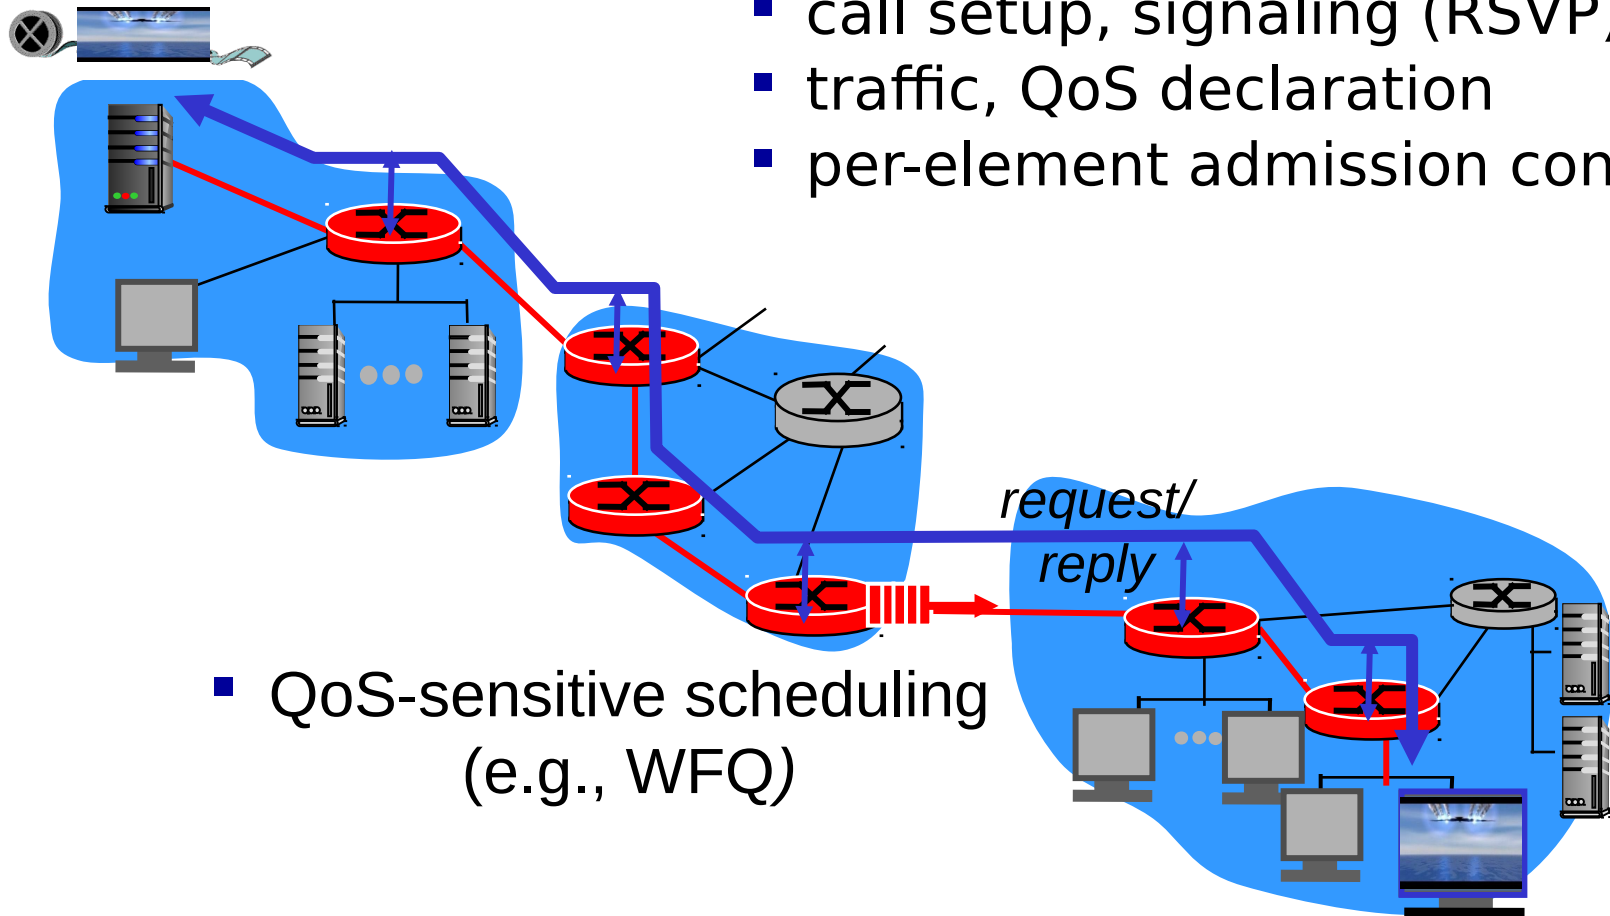 call setup, signaling (RSVP)
traffic, QoS declaration
per-element admission con
request/
reply
QoS-sensitive scheduling
(e.g., WFQ)